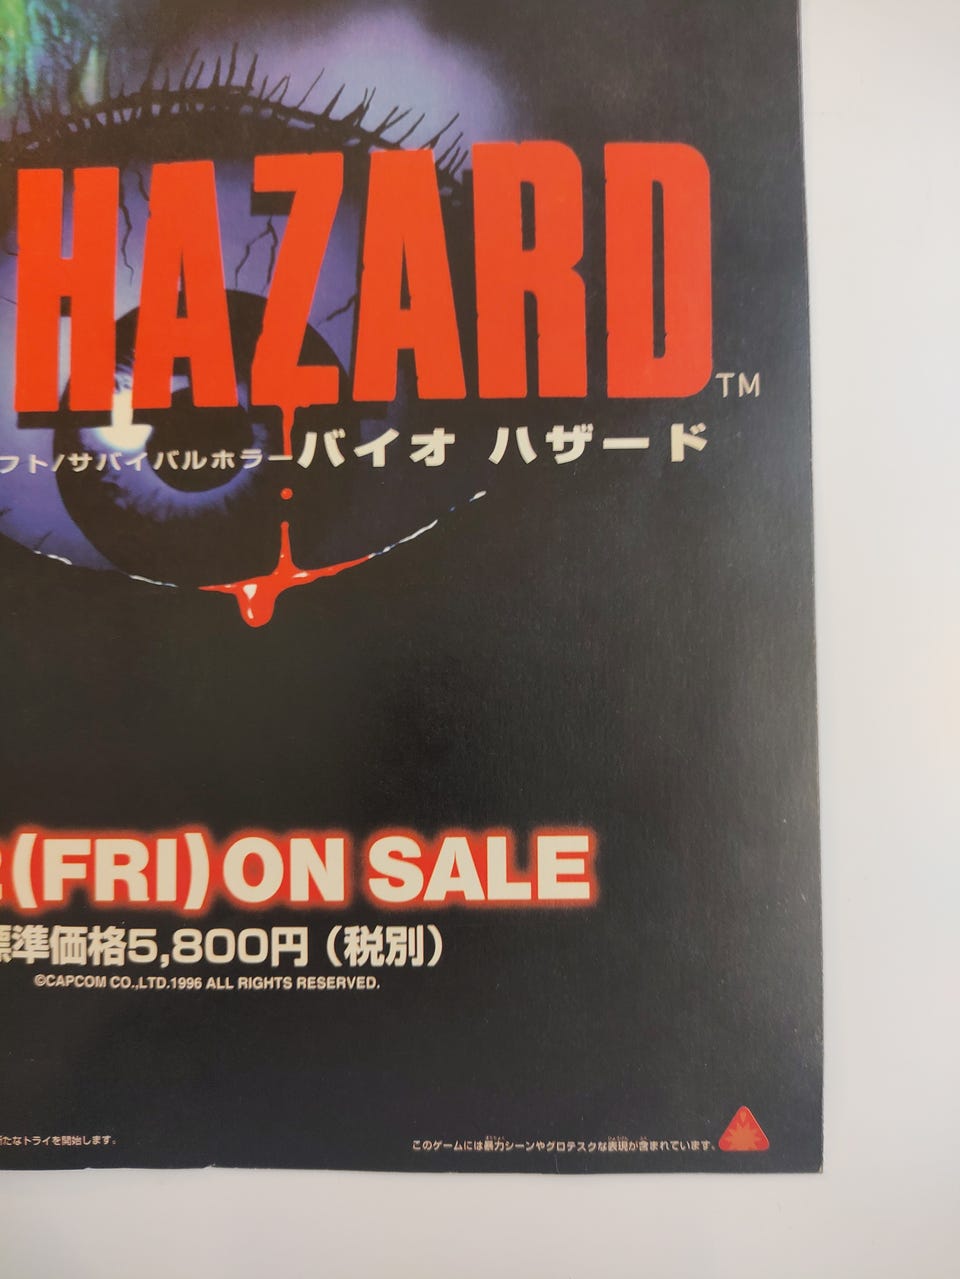 HAZARD™
フト/サバイバルホラーバイオ ハザード
(FRI) ON SALE
準価格5,800円(税別)
©CAPCOM CO.,LTD.1996 ALL RIGHTS RESERVED.
たなトライを開始します。
このゲームには暴力シーンやグロテスクな表現が含まれています。